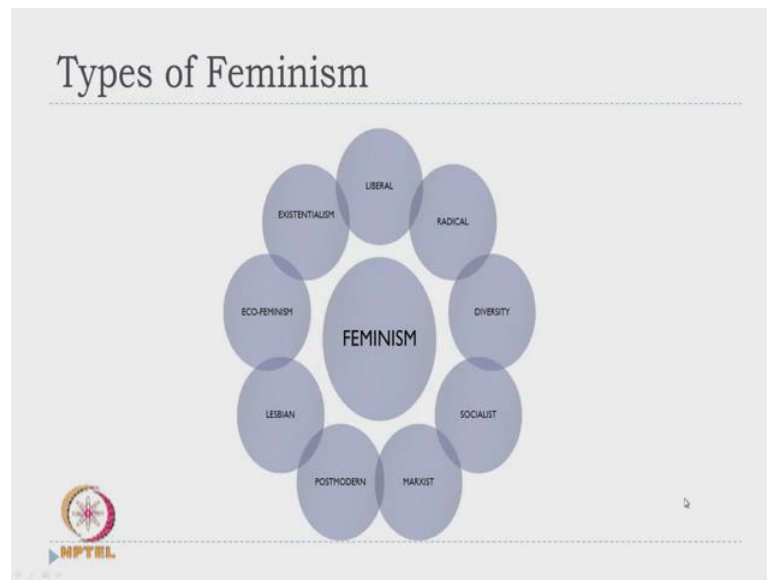 Types of Feminism
LIBERAL
RADICAL
DIVERSITY
SOCIALIST
MARXIST
POSTMODERN
LESBIAN
ECO-FEMINISM
EXISTENTIALISM
FEMINISM
NPTEL